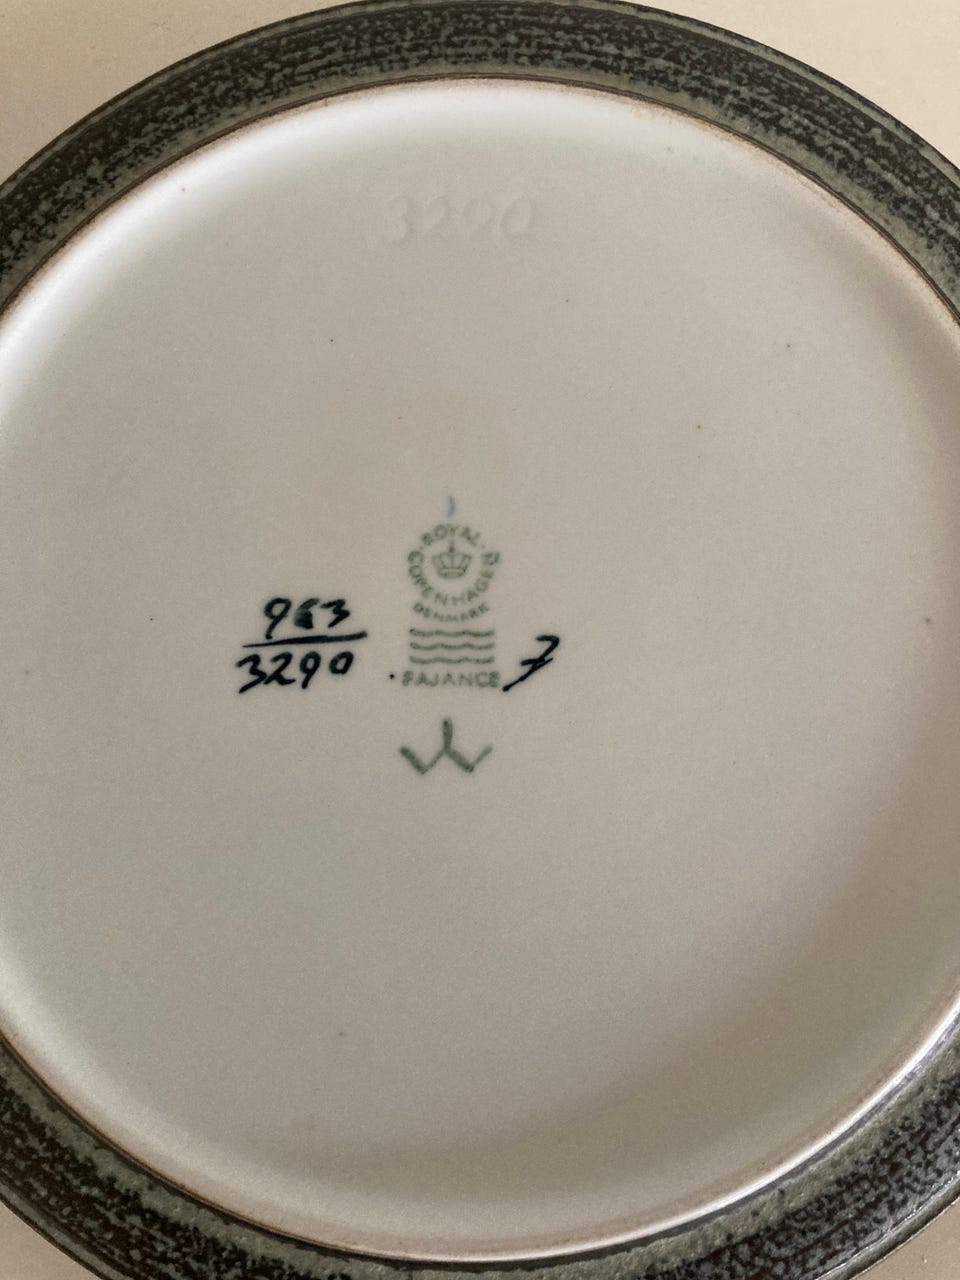 3290
ROYAL
COPENHAGEN
DENMARK
963
3290
FAJANCE